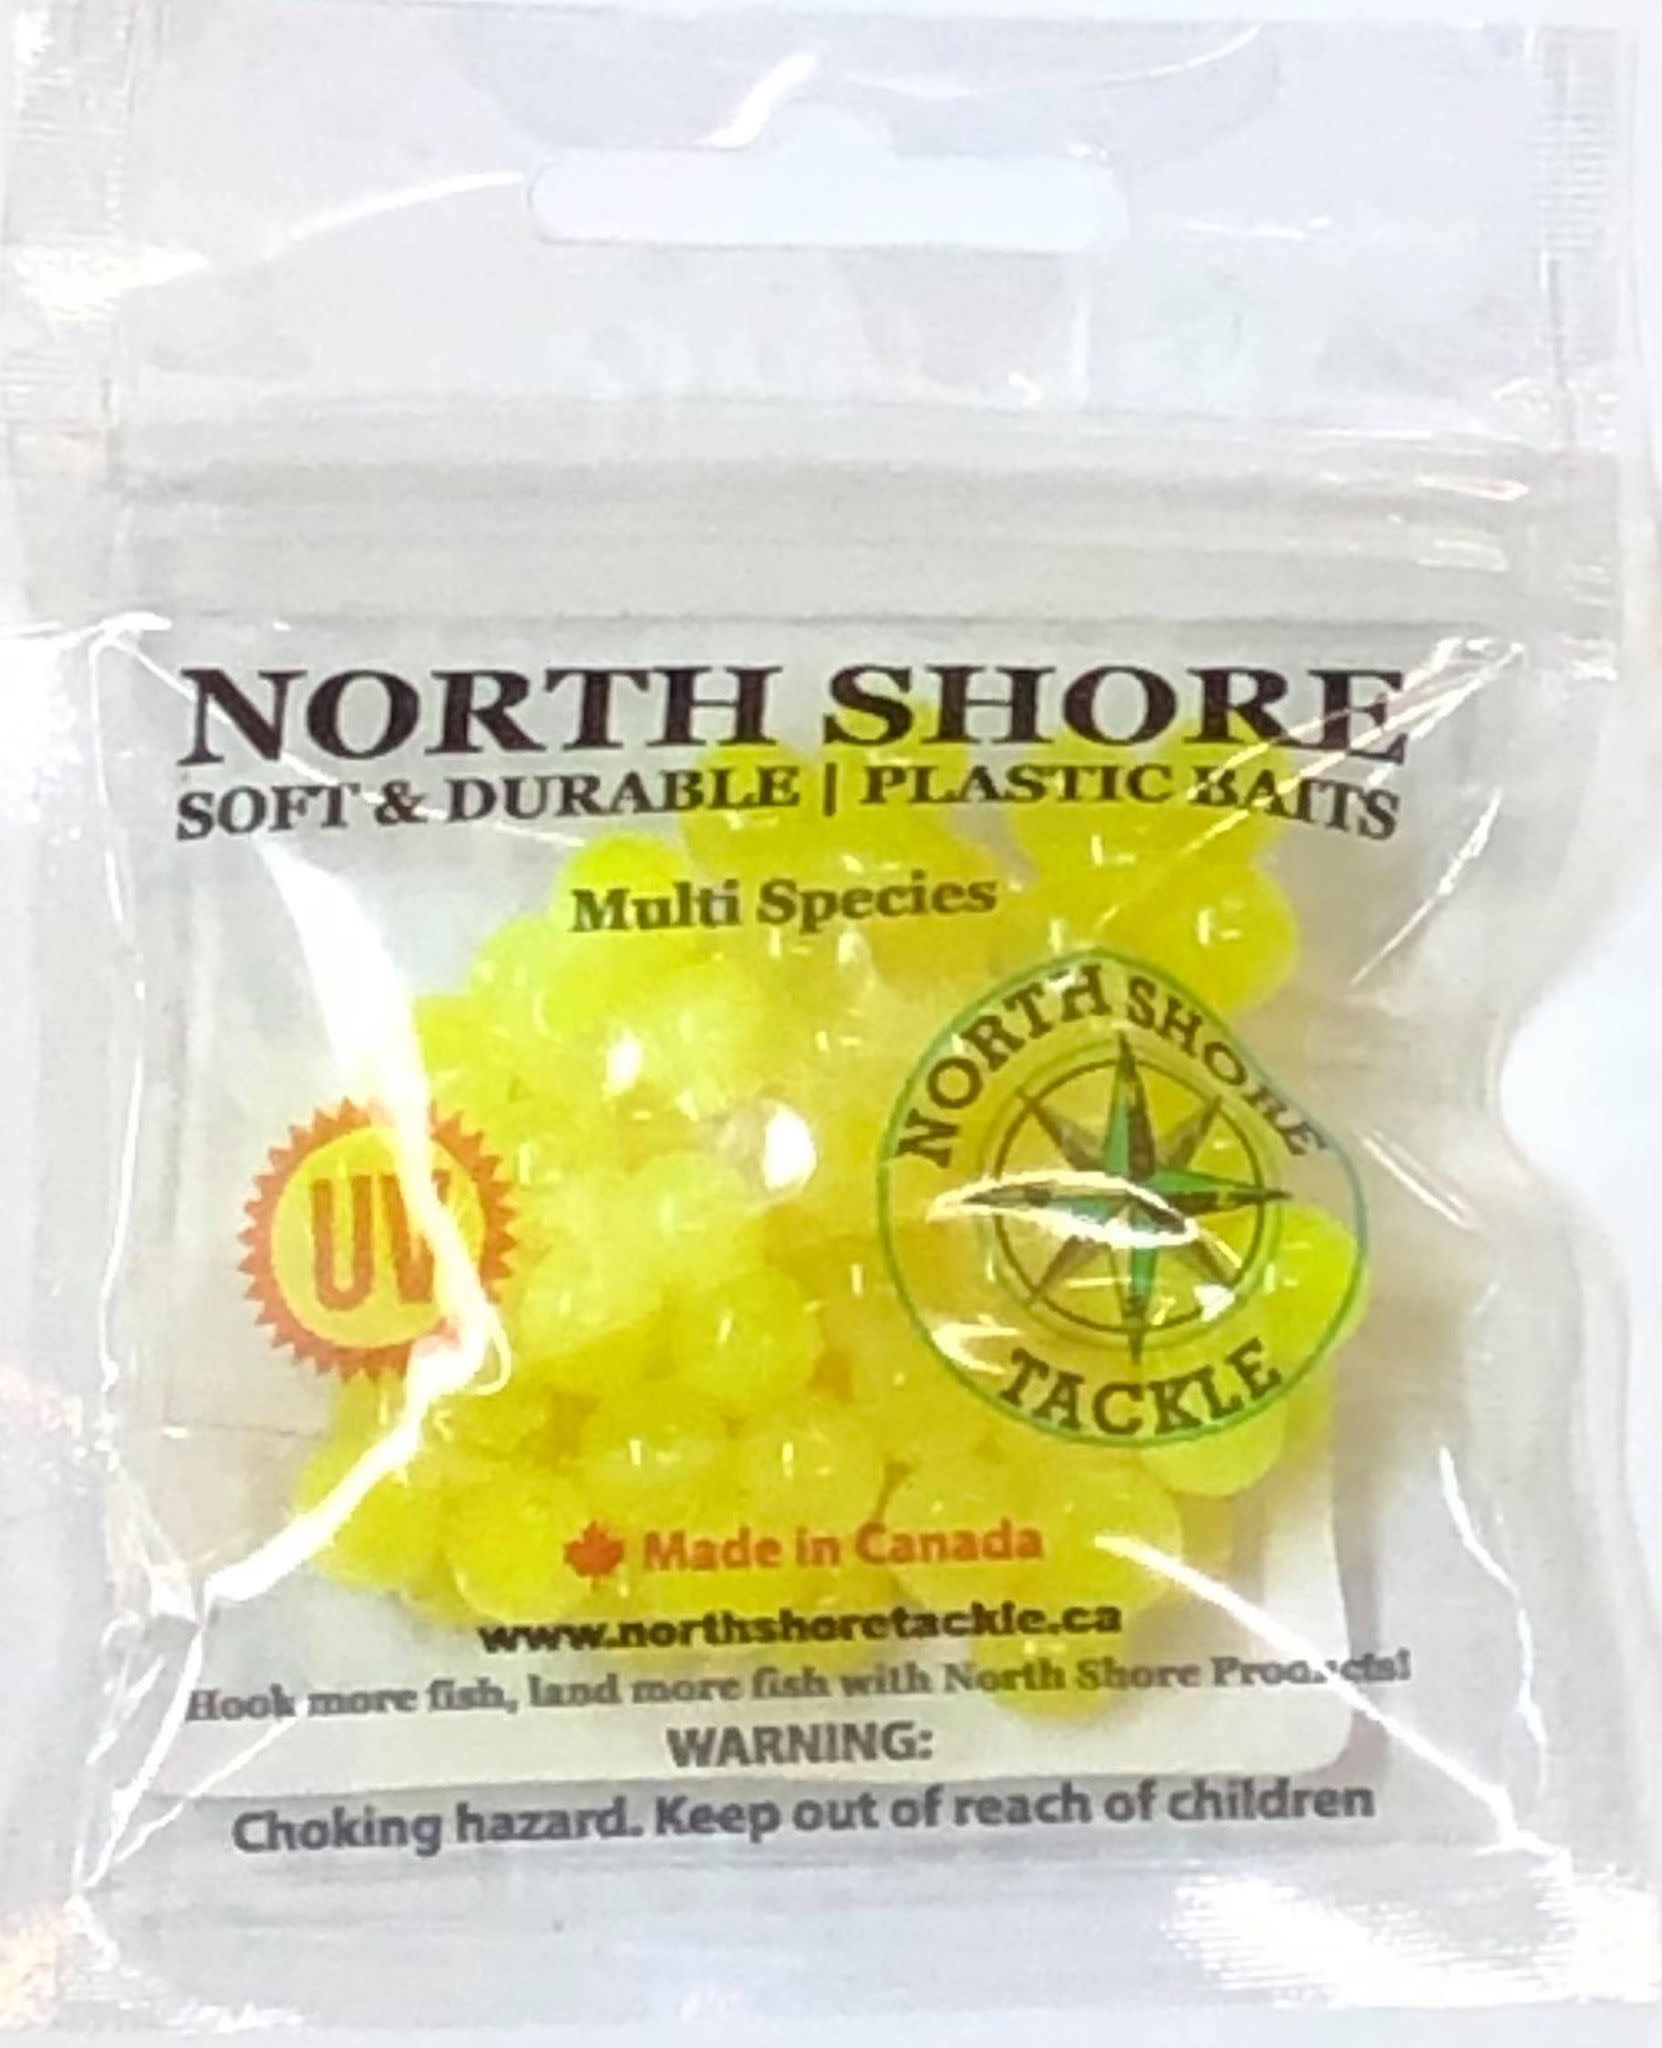 NORTH SHORE
SOFT & DURABLE | PLASTIC BAITS
Multi Species
NORTH SHORE
TACKLE
UV
Made in Canada
www.northshoretackle.ca
Hook more fish, land more fish with North Shore Products!
WARNING:
Choking hazard. Keep out of reach of children